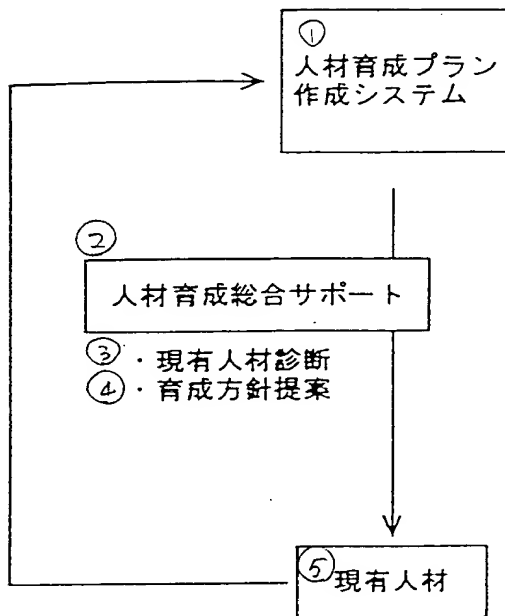 ①
人材育成プラン
作成システム
②
人材育成総合サポート
③・現有人材診断
④・育成方針提案
⑤現有人材